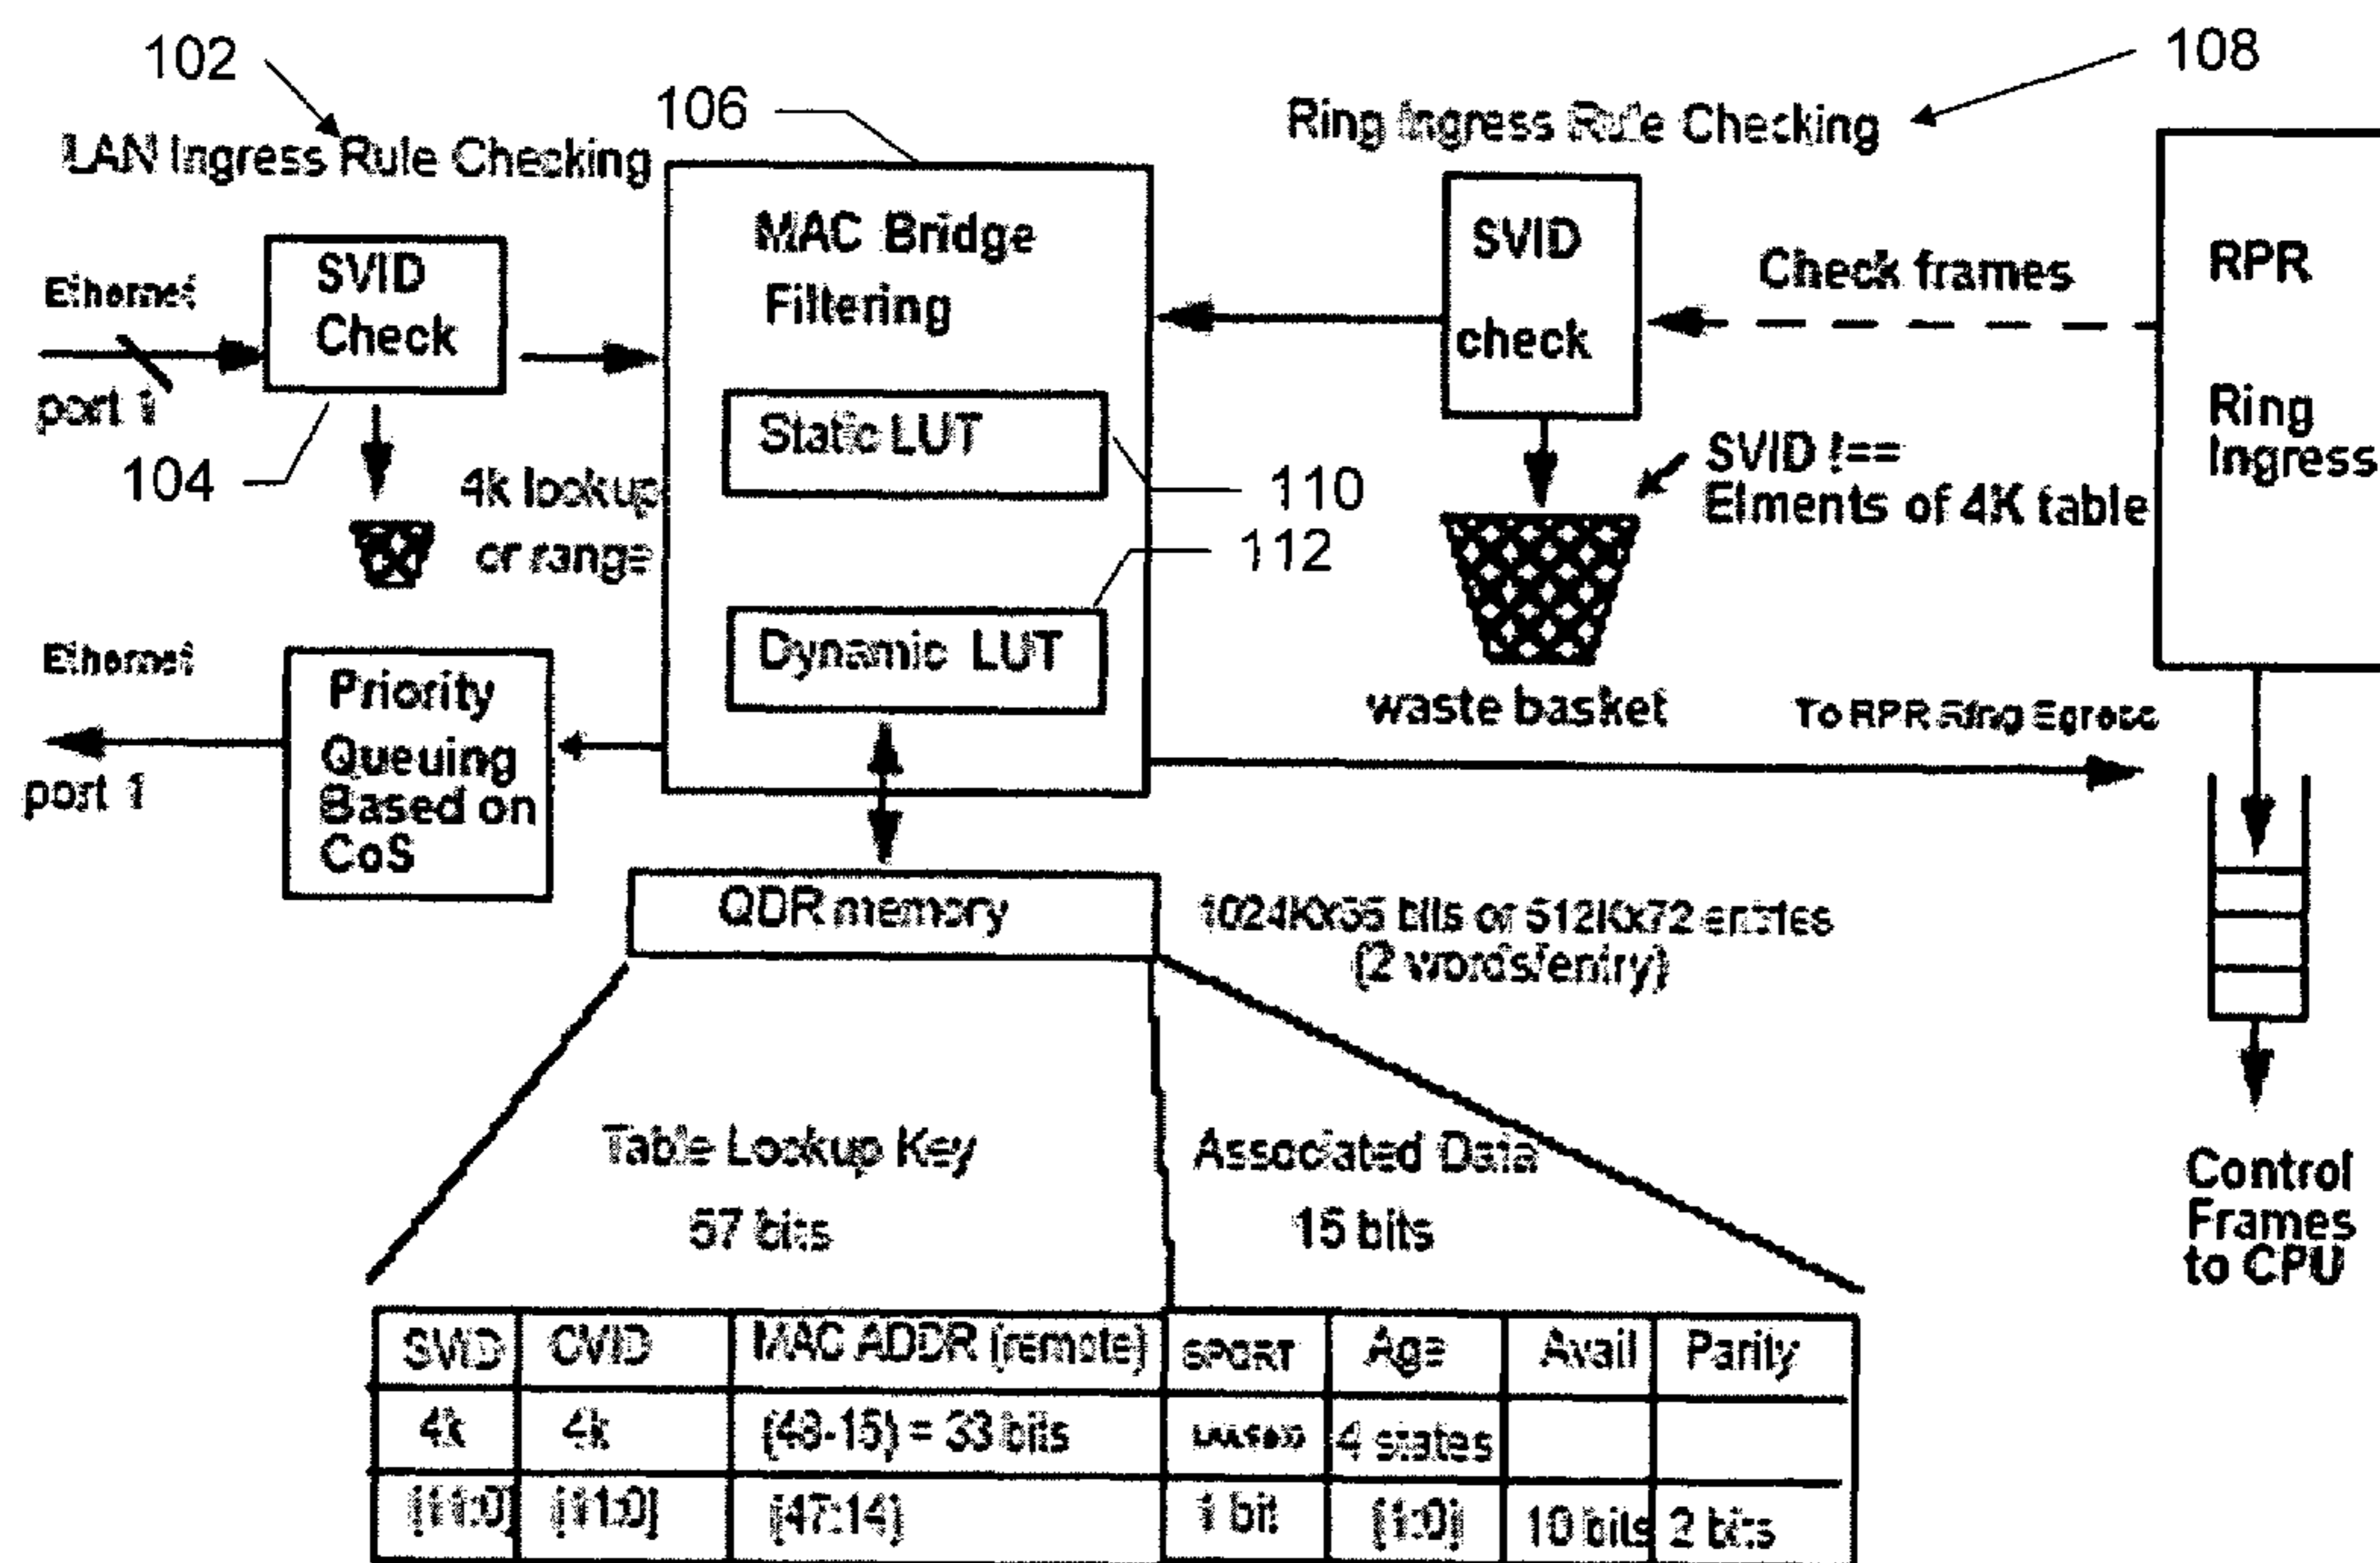 102
108
106
LAN Ingress Rule Checking
Ring Ingress Rule Checking
Ethernet
port 1
SVID
Check
104
4k lookup
or range
MAC Bridge
Filtering
Static LUT
110
Dynamic LUT
112
SVID
check
Check frames
SVID !==
Elments of 4K table
waste basket
RPR
Ring
Ingress
To RPR Ring Egress
Ethernet
port 1
Priority
Queuing
Based on
CoS
QDR memory
bits or 512Kx72 entries
(2 words/entry)
Control
Frames
to CPU
Table Lookup Key
57 bits
Associated Data
15 bits
SVID CVID MAC ADDR (remote) SPORT Age Avail Parity
4k 4k (48-15) = 33 bits 4 states
[11:0] [11:0] [47:14] 1 bit [1:0] 10 bits 2 bits